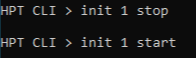 HPT CLI > init 1 stop
HPT CLI > init 1 start